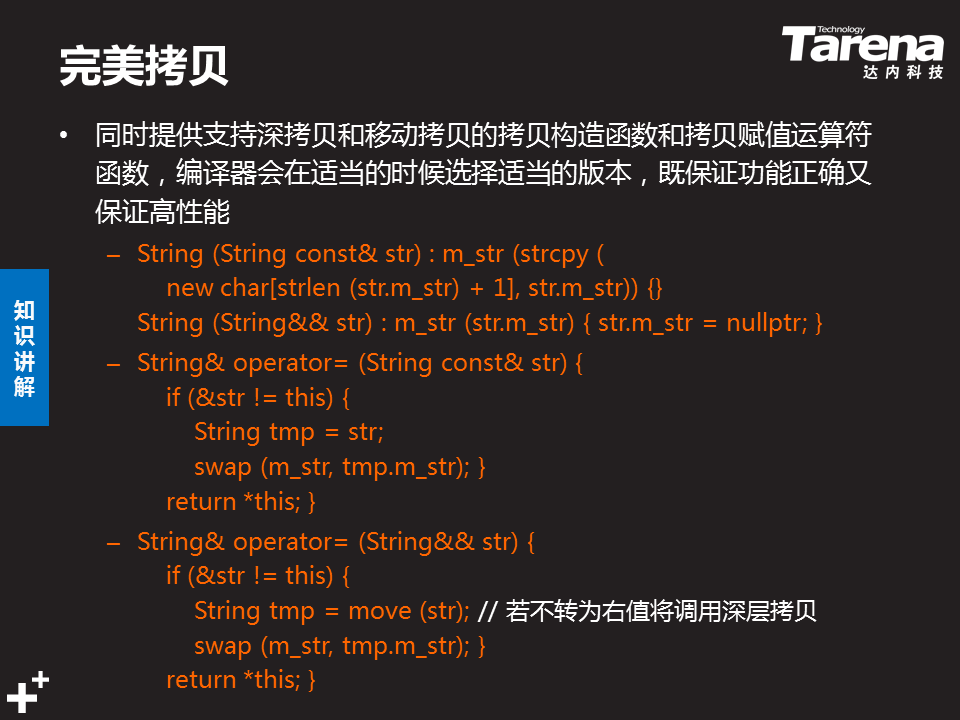 完美拷贝
Technology
Tarena
达内科技
• 同时提供支持深拷贝和移动拷贝的拷贝构造函数和拷贝赋值运算符
函数，编译器会在适当的时候选择适当的版本，既保证功能正确又
保证高性能
– String (String const& str) : m_str (strcpy (
new char[strlen (str.m_str) + 1], str.m_str)) {}
String (String&& str) : m_str (str.m_str) { str.m_str = nullptr; }
– String& operator= (String const& str) {
if (&str != this) {
String tmp = str;
swap (m_str, tmp.m_str); }
return *this; }
– String& operator= (String&& str) {
if (&str != this) {
String tmp = move (str); // 若不转为右值将调用深层拷贝
swap (m_str, tmp.m_str); }
return *this; }
知
识
讲
解
++